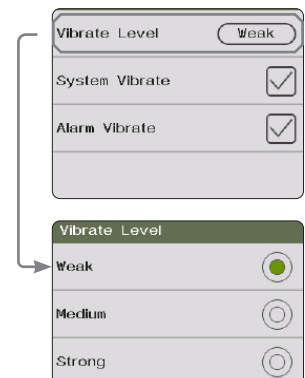 Vibrate Level Weak
System Vibrate
Alarm Vibrate
Vibrate Level
Weak
Medium
Strong